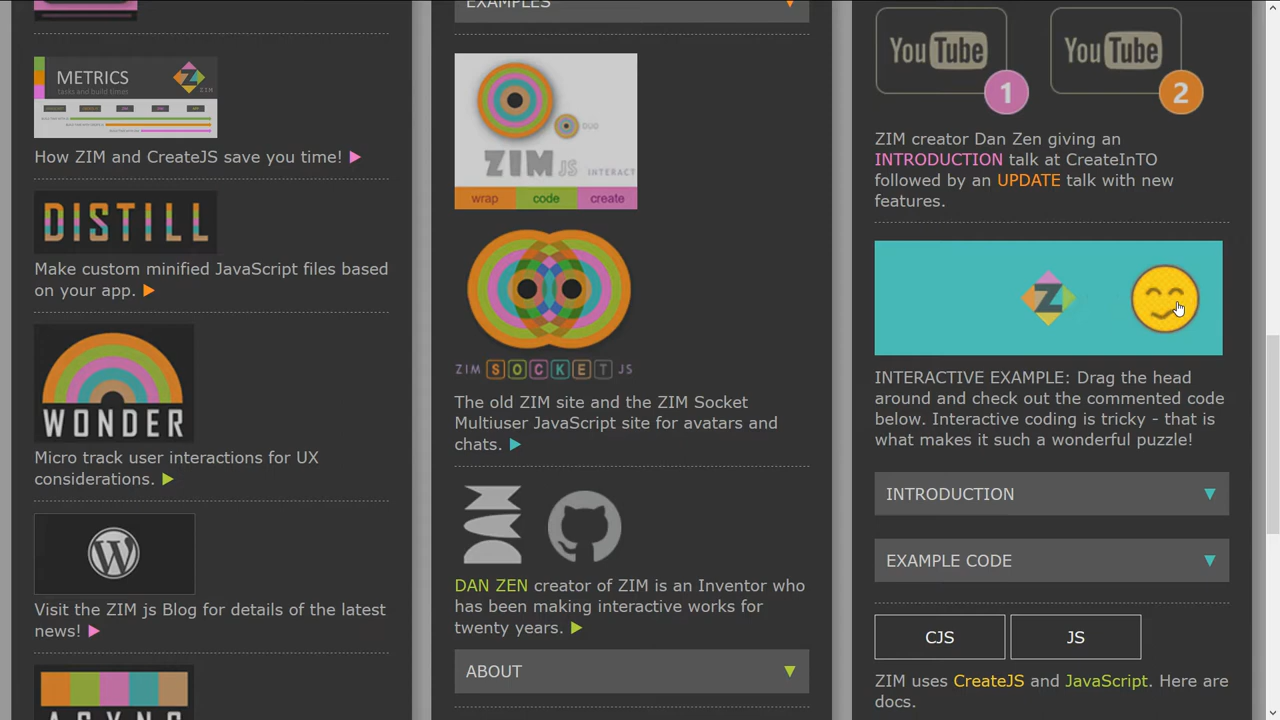 METRICS
tasks and build times
ZIM
How ZIM and CreateJS save you time!
DISTILL
Make custom minified JavaScript files based
on your app.
WONDER
Micro track user interactions for UX
considerations.
Visit the ZIM js Blog for details of the latest
news!
ASYNC
EXAMPLES
DUO
ZIM JS INTERACT
wrap code create
ZIM SOCKET JS
The old ZIM site and the ZIM Socket
Multiuser JavaScript site for avatars and
chats.
DAN ZEN creator of ZIM is an Inventor who
has been making interactive works for
twenty years.
ABOUT
YouTube 1 YouTube 2
ZIM creator Dan Zen giving an
INTRODUCTION talk at CreateInTO
followed by an UPDATE talk with new
features.
Z
INTERACTIVE EXAMPLE: Drag the head
around and check out the commented code
below. Interactive coding is tricky - that is
what makes it such a wonderful puzzle!
INTRODUCTION
EXAMPLE CODE
CJS JS
ZIM uses CreateJS and JavaScript. Here are
docs.